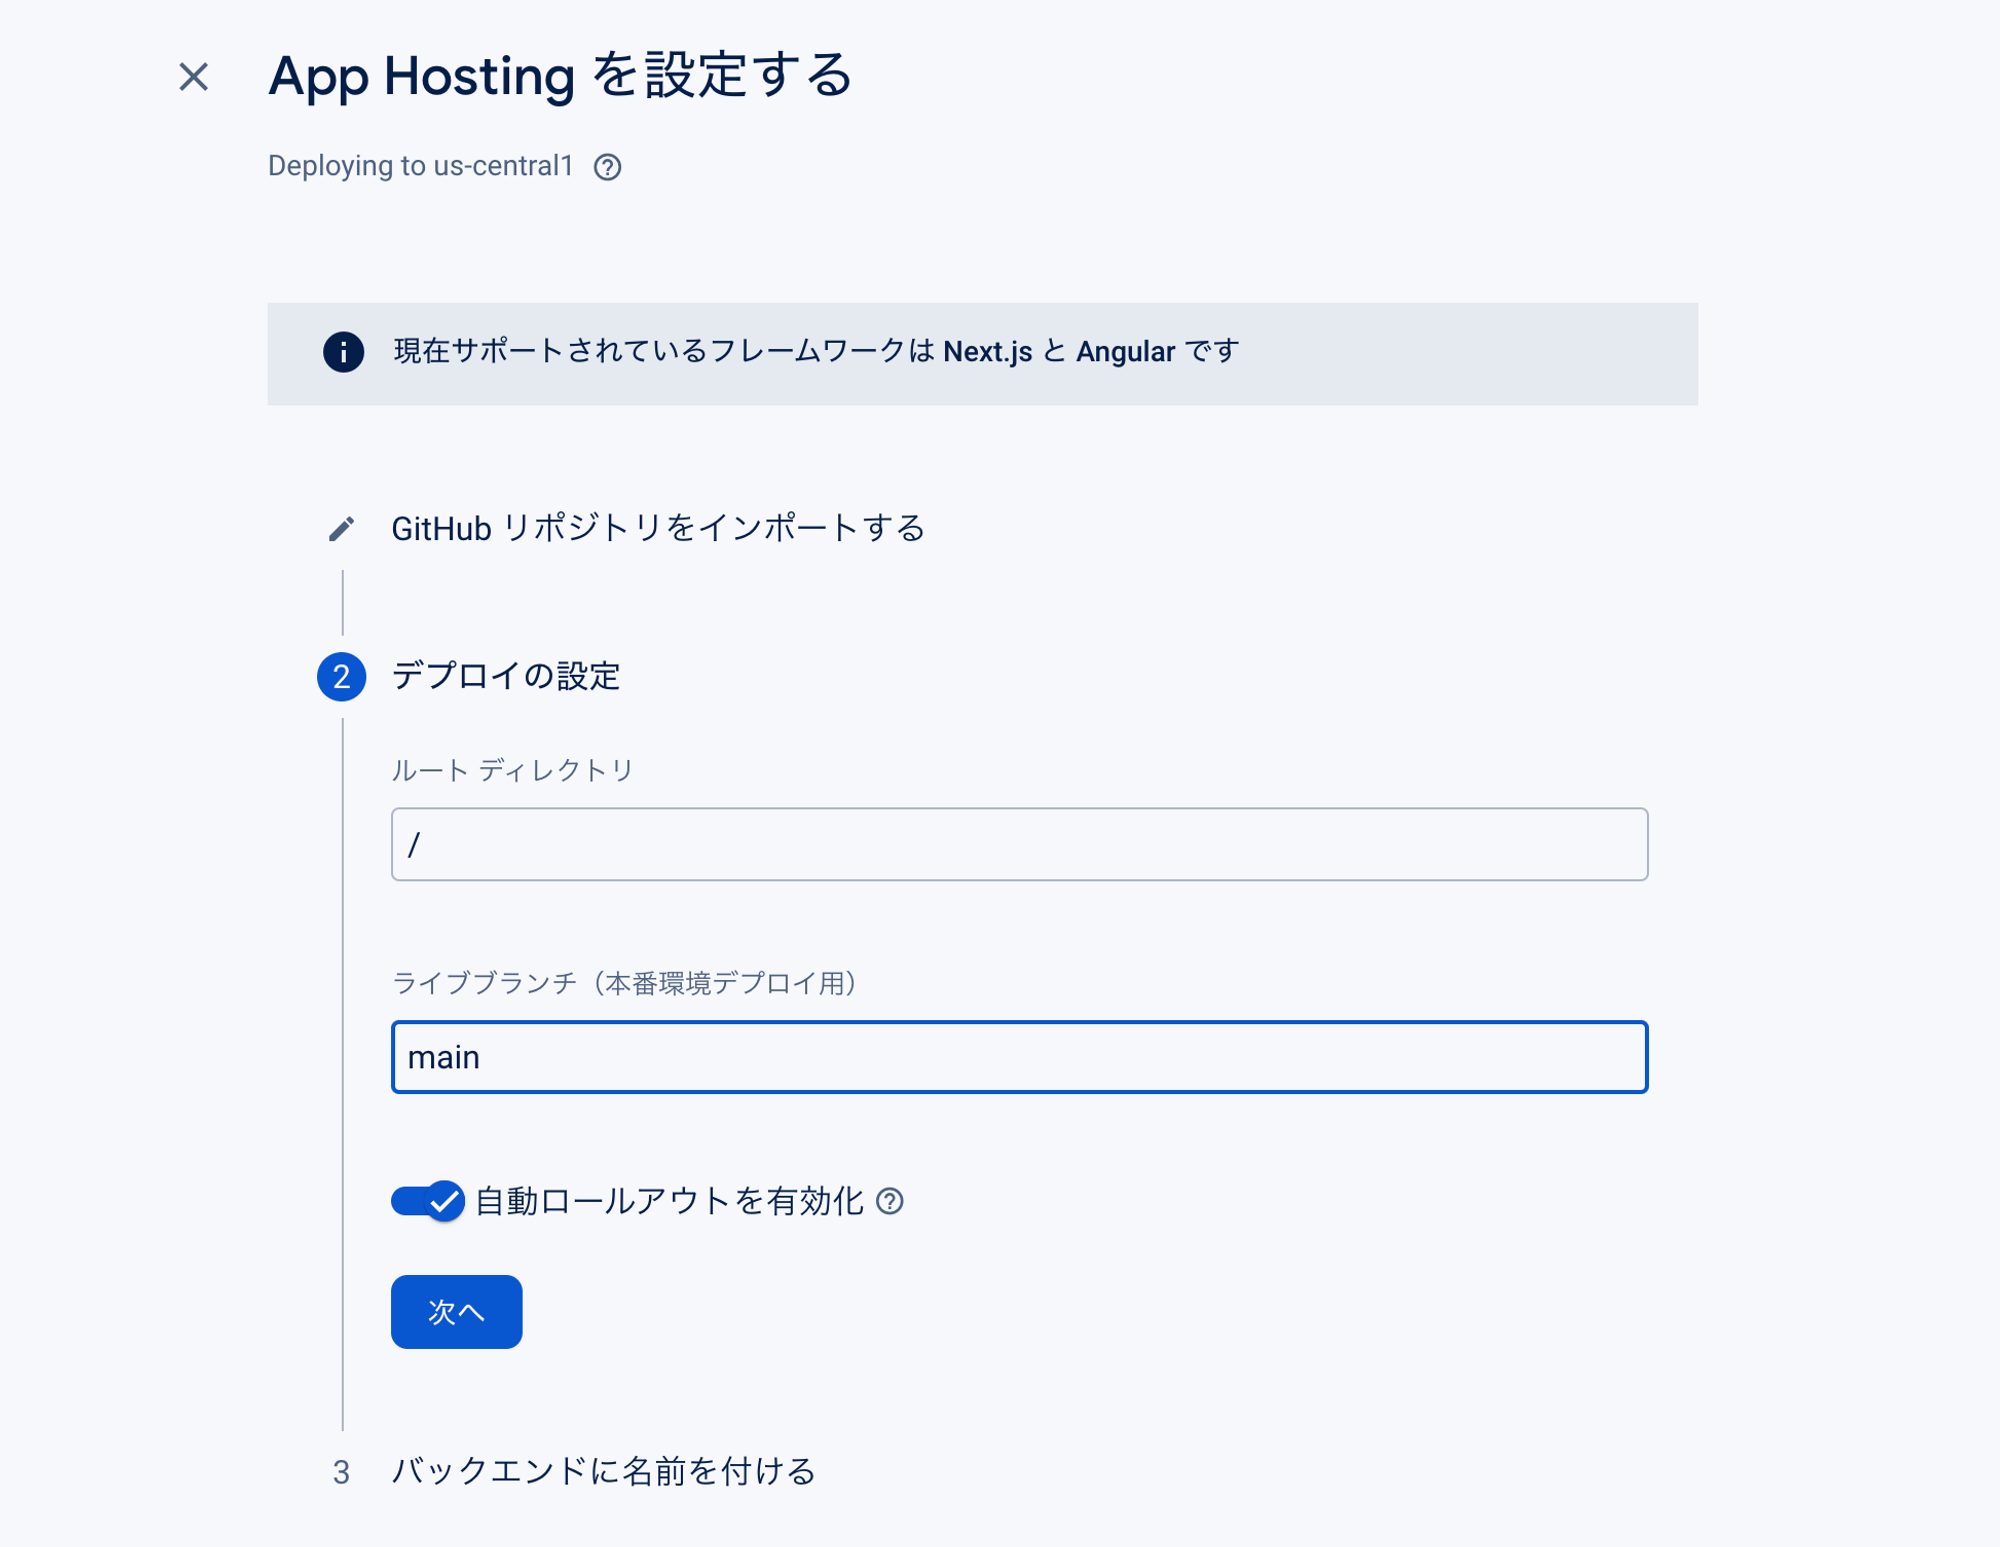 App Hosting を設定する
Deploying to us-central1
現在サポートされているフレームワークは Next.js と Angular です
GitHub リポジトリをインポートする
2 デプロイの設定
ルート ディレクトリ
/
ライブブランチ（本番環境デプロイ用）
main
自動ロールアウトを有効化
次へ
3 バックエンドに名前を付ける